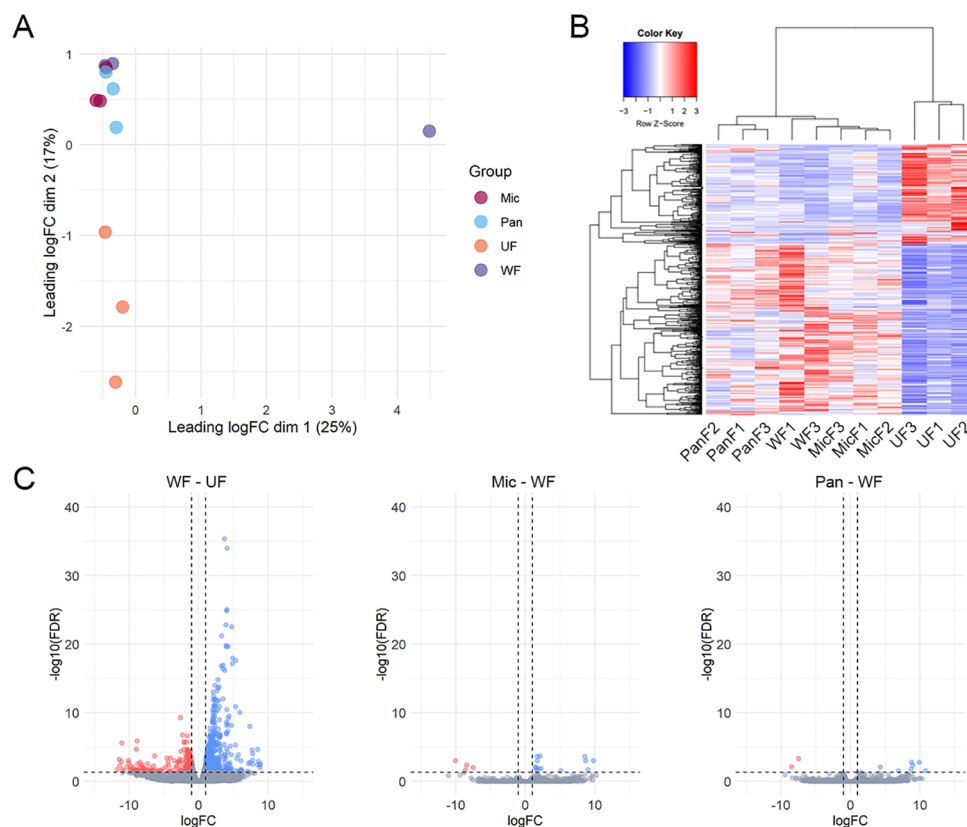 A
1
0
-1
-2
Leading logFC dim 2 (17%)
0
1
2
3
4
Leading logFC dim 1 (25%)
Group
Mic
Pan
UF
WF
B
Color Key
-3
-1
1
3
Row Z-Score
PanF2
PanF1
PanF3
WF1
WF3
MicF3
MicF1
MicF2
UF3
UF1
UF2
C
WF - UF
40
30
20
10
0
-log10(FDR)
-10
0
10
logFC
Mic - WF
40
30
20
10
0
-log10(FDR)
-10
0
10
logFC
Pan - WF
40
30
20
10
0
-log10(FDR)
-10
0
10
logFC